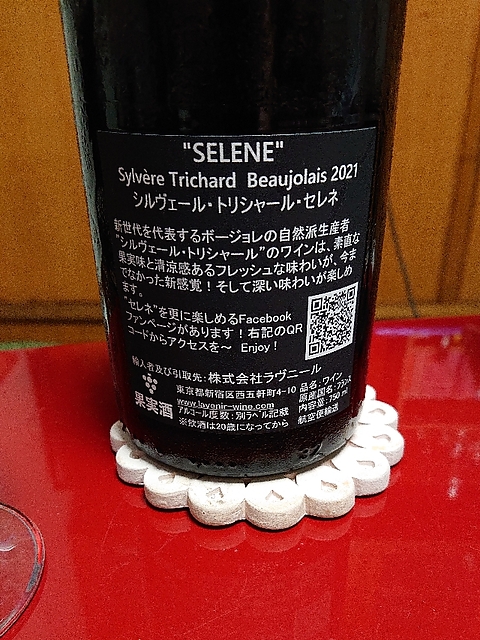 "SELENE"
Sylvère Trichard Beaujolais 2021
シルヴェール・トリシャール・セレネ
新世代を代表するボージョレの自然派生産者
"シルヴェール・トリシャール"のワインは、素直な
果実味と清涼感あるフレッシュな味わいが、今ま
でなかった新感覚！そして深い味わいが楽しめ
ます。
"セレネ"を更に楽しめるFacebook
ファンページがあります！右記のQR
コードからアクセスを〜 Enjoy！
輸入者及び引取先：株式会社ラヴニール
東京都新宿区西五軒町4-10
www.lavenir-wine.com
アルコール度数：別ラベル記載
※飲酒は20歳になってから
果実酒
品名：ワイン
原産国名：フランス
内容量：750 ml
航空便輸送